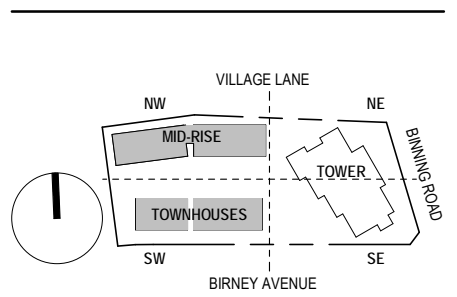 VILLAGE LANE
NW
NE
MID-RISE
BINNING ROAD
TOWER
TOWNHOUSES
SW
SE
BIRNEY AVENUE